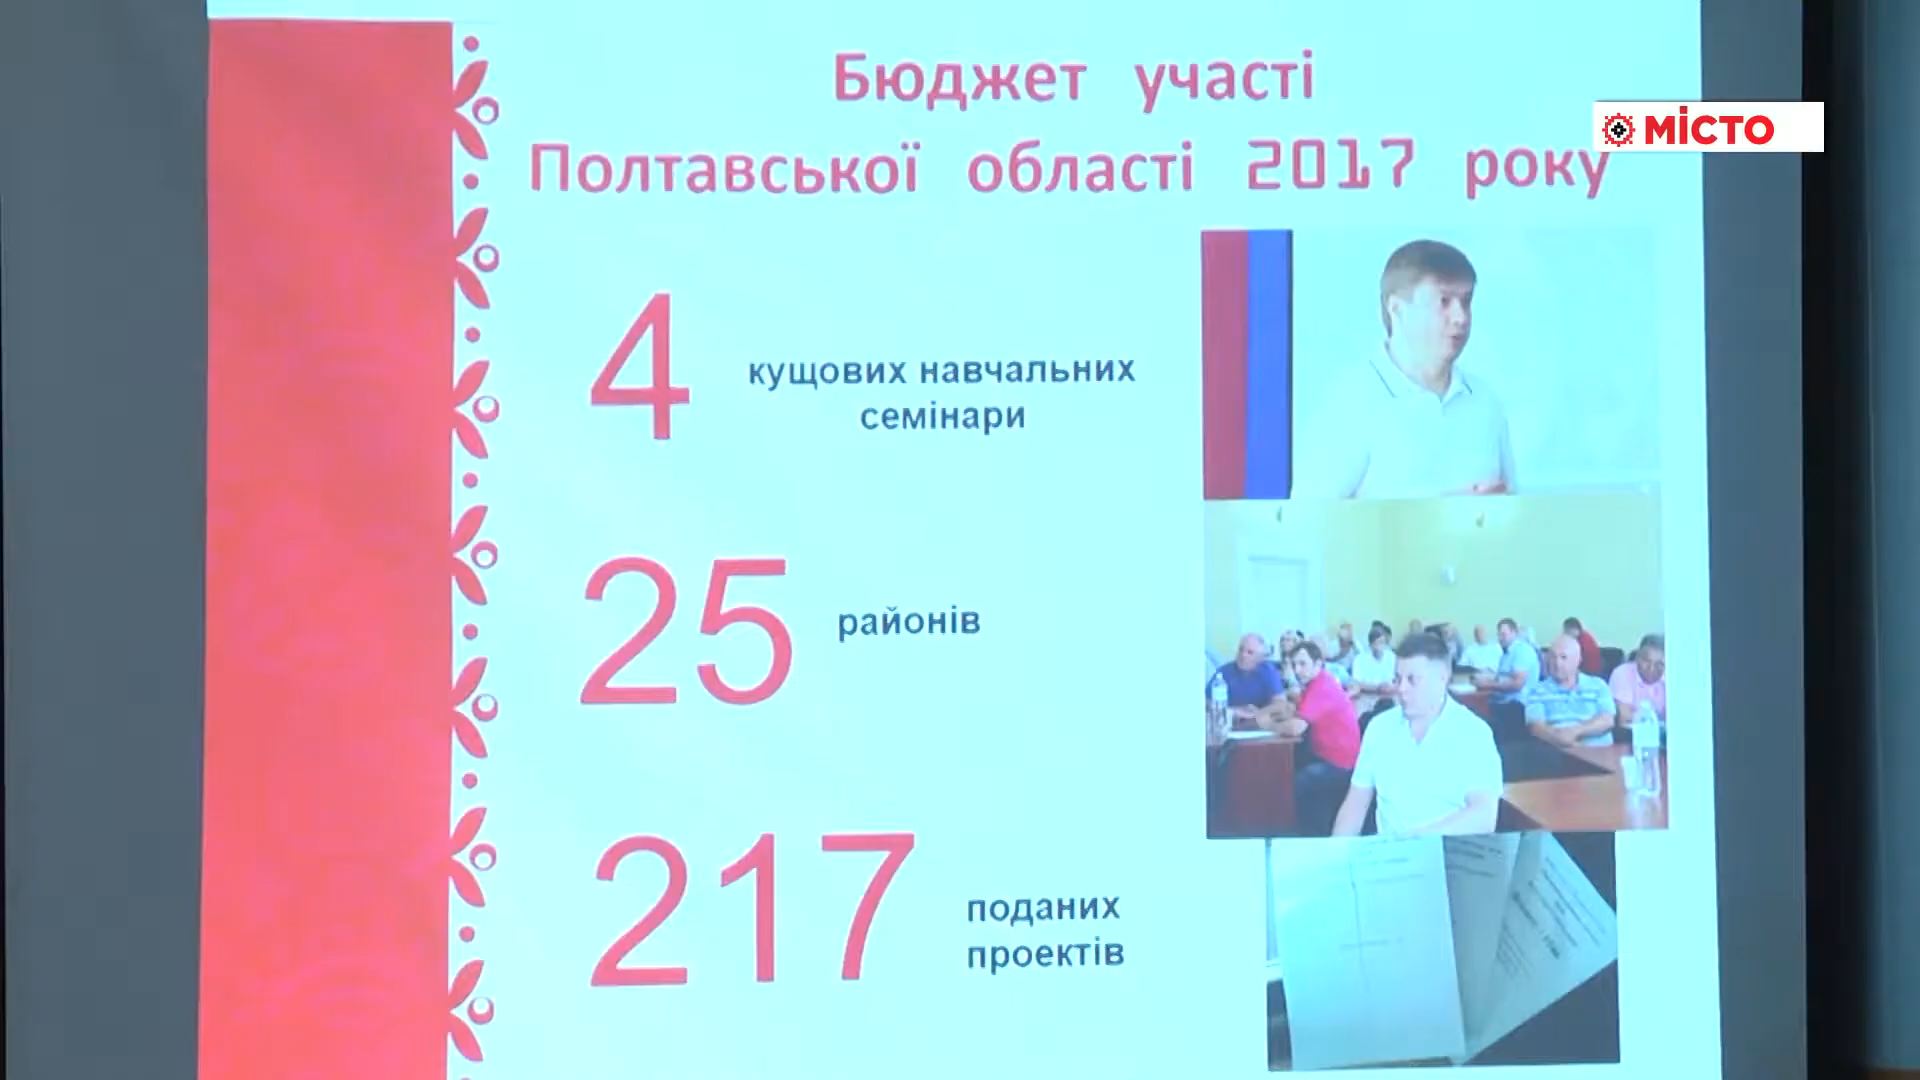 Бюджет участі
Полтавської області 2017 року
МІСТО
4
кущових навчальних
семінари
25
районів
217
поданих
проектів